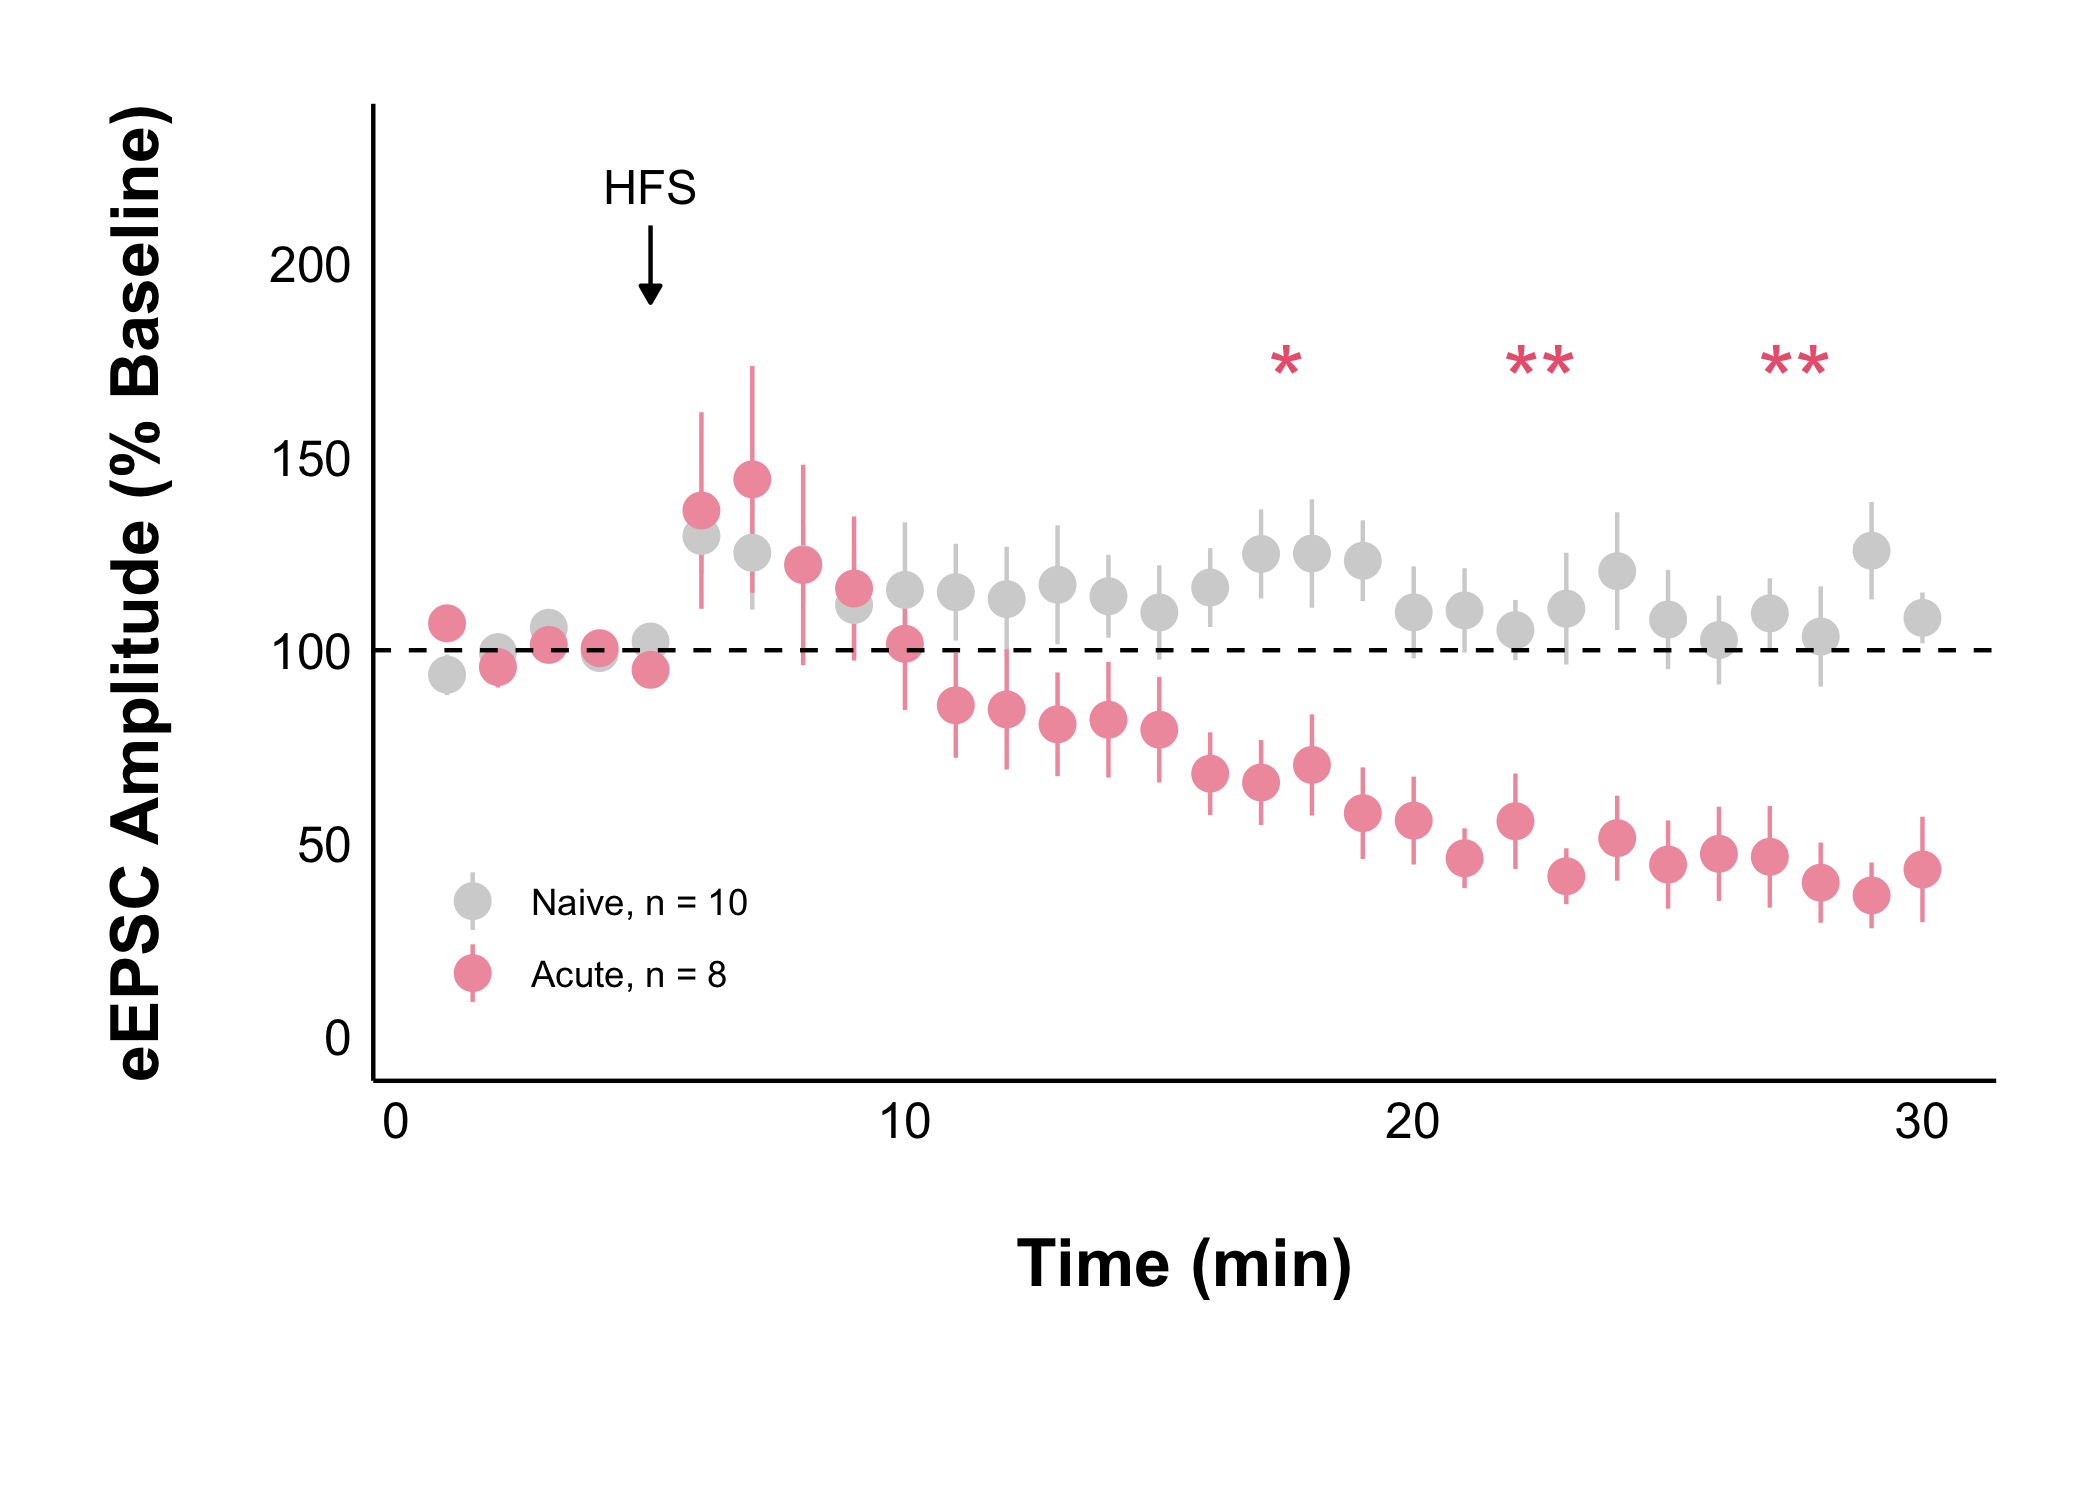 eEPSC Amplitude (% Baseline)
HFS
200
150
100
50
0
*
**
**
Naive, n = 10
Acute, n = 8
0
10
20
30
Time (min)